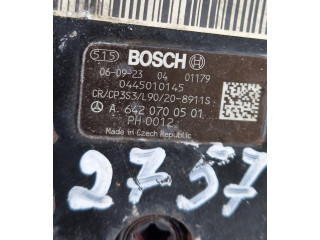 515 BOSCH
06-09-23 04 01179
0445010145
CR/CP3S3/L90/20-8911S
A 642 070 05 01
PH 0012
Made in Czech Republic
2737